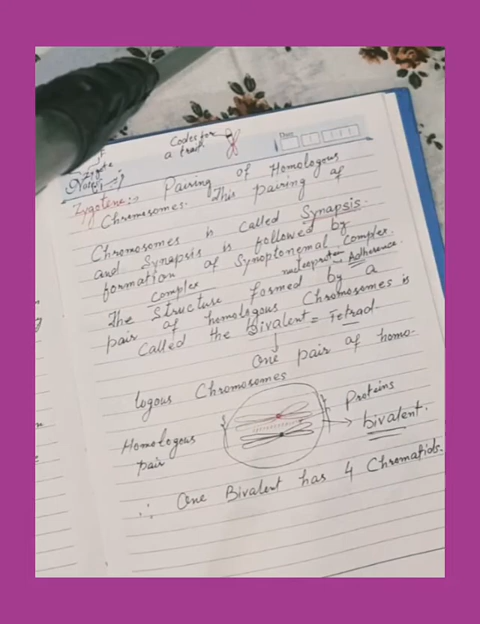 Codes for
a trait
Date
Zygote
Notes
Zygotene:- Pairing of Homologous
Chromosomes. This pairing of
Chromosomes is called Synapsis.
and Synapsis is followed by
formation of Synoptonemal Complex.
complex nucleoprotein Adherence.
The Structure formed by a
pair of homologous Chromosomes is
Called the Bivalent = Tetrad.
One pair of homo-
logous Chromosomes
Proteins
Homologous
pair
bivalent.
∴ One Bivalent has 4 Chromatids.